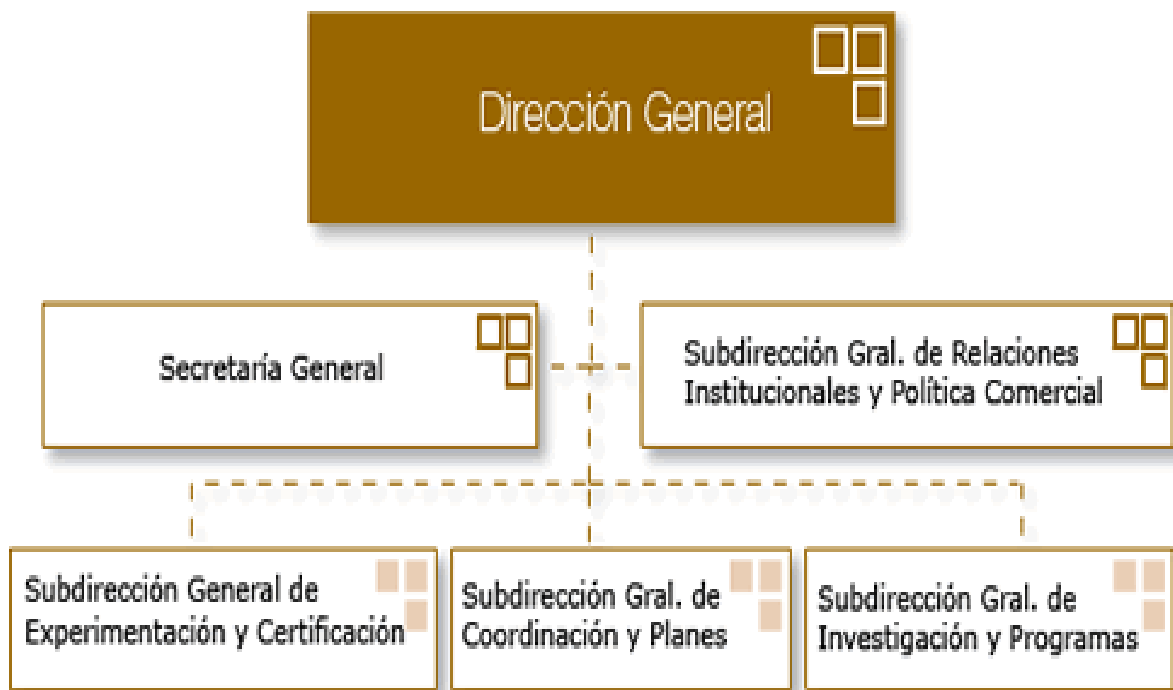 Dirección General
Secretaría General
Subdirección Gral. de Relaciones
Institucionales y Política Comercial
Subdirección General de
Experimentación y Certificación
Subdirección Gral. de
Coordinación y Planes
Subdirección Gral. de
Investigación y Programas